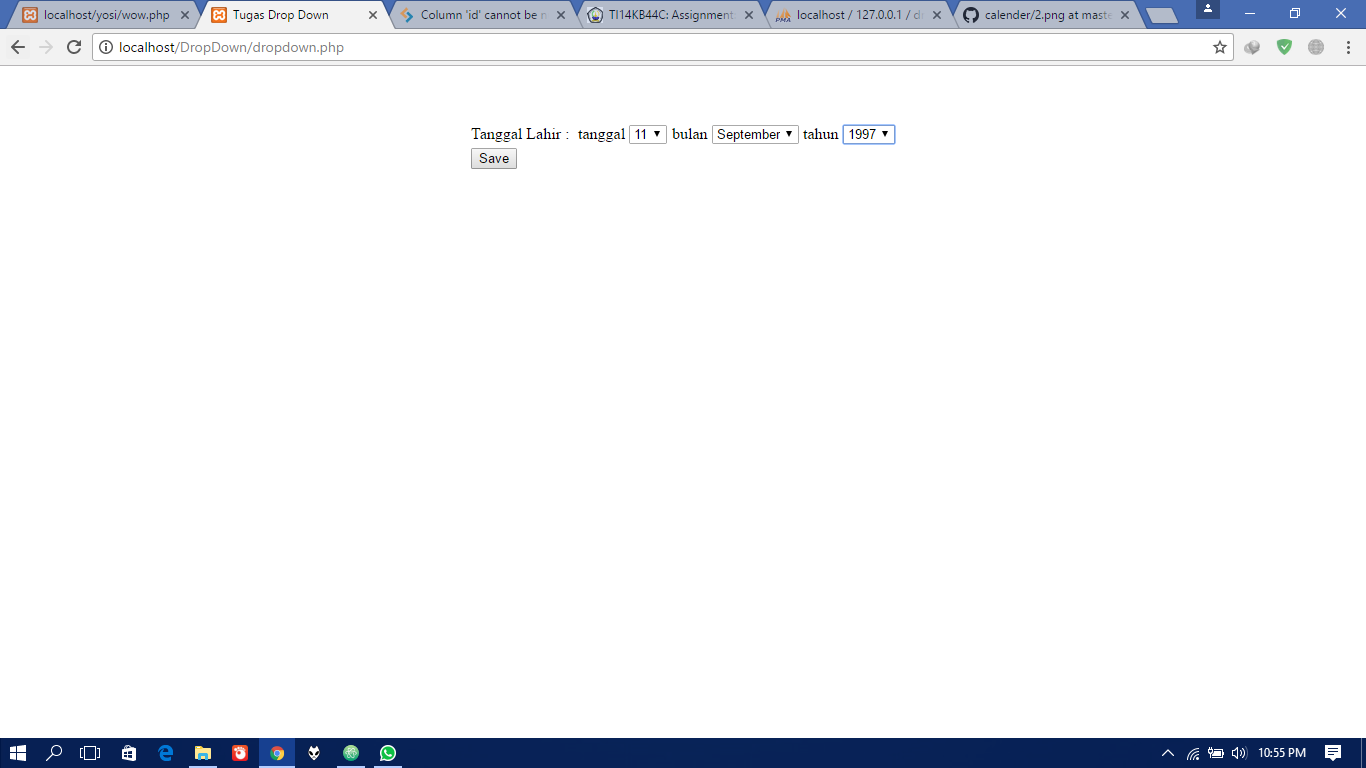 localhost/yosi/wow.php
Tugas Drop Down
Column 'id' cannot be n
TI14KB44C: Assignment
localhost / 127.0.0.1 / d
calender/2.png at maste
localhost/DropDown/dropdown.php
Tanggal Lahir : tanggal 11 bulan September tahun 1997
Save
10:55 PM